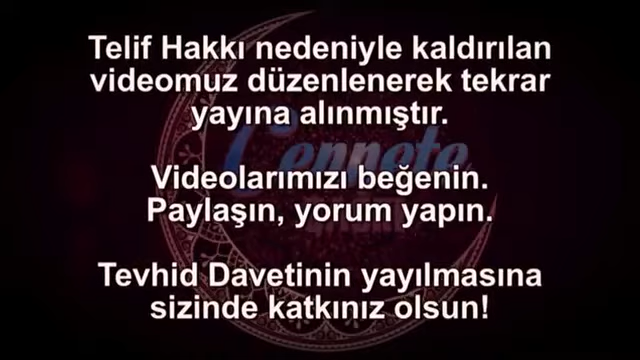 Telif Hakkı nedeniyle kaldırılan
videomuz düzenlenerek tekrar
yayına alınmıştır.
Cennete
Videolarımızı beğenin.
Paylaşın, yorum yapın.
Tevhid Davetinin yayılmasına
sizinde katkınız olsun!